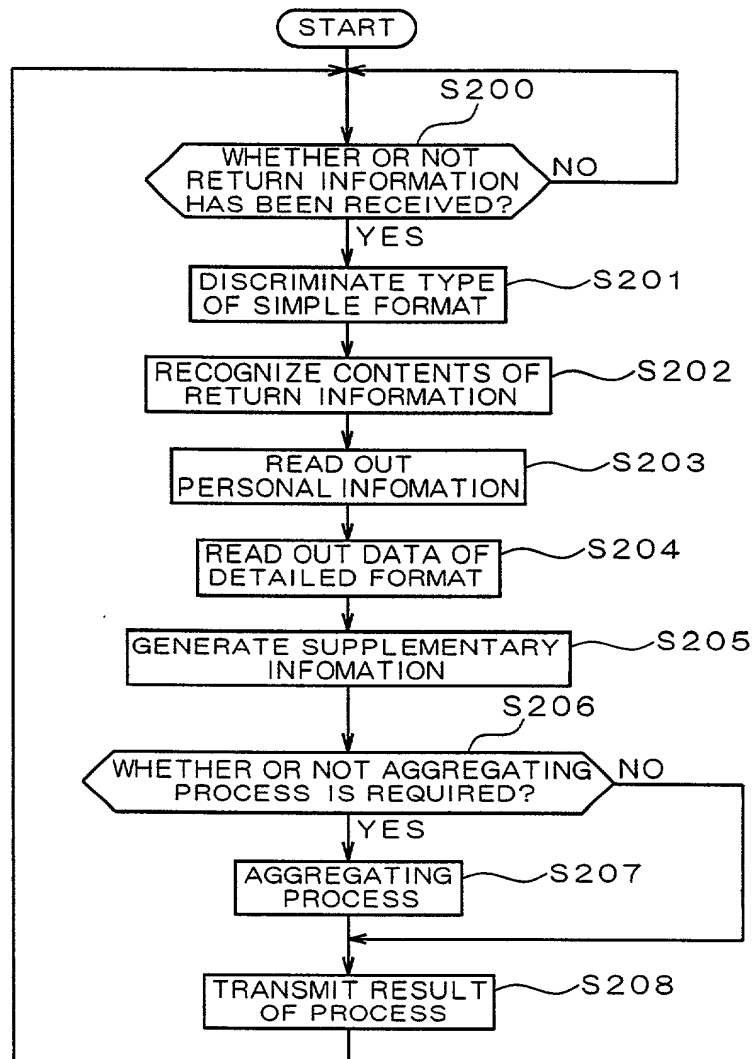 START
S200
WHETHER OR NOT
RETURN INFORMATION
HAS BEEN RECEIVED?
NO
YES
DISCRIMINATE TYPE
OF SIMPLE FORMAT
S201
RECOGNIZE CONTENTS OF
RETURN INFORMATION
S202
READ OUT
PERSONAL INFOMATION
S203
READ OUT DATA OF
DETAILED FORMAT
S204
GENERATE SUPPLEMENTARY
INFOMATION
S205
S206
WHETHER OR NOT AGGREGATING
PROCESS IS REQUIRED?
NO
YES
AGGREGATING
PROCESS
S207
TRANSMIT RESULT
OF PROCESS
S208